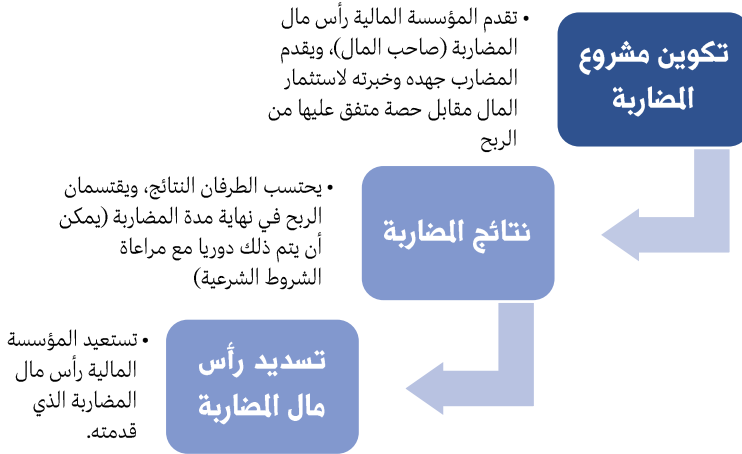 تكوين مشروع
المضاربة
• تقدم المؤسسة المالية رأس مال
المضاربة (صاحب المال)، ويقدم
المضارب جهده وخبرته لاستثمار
المال مقابل حصة متفق عليها من
الربح
نتائج المضاربة
• يحتسب الطرفان النتائج، ويقتسمان
الربح في نهاية مدة المضاربة (يمكن
أن يتم ذلك دوريا مع مراعاة
الشروط الشرعية)
تسديد رأس
مال المضاربة
• تستعيد المؤسسة
المالية رأس مال
المضاربة الذي
قدمته.